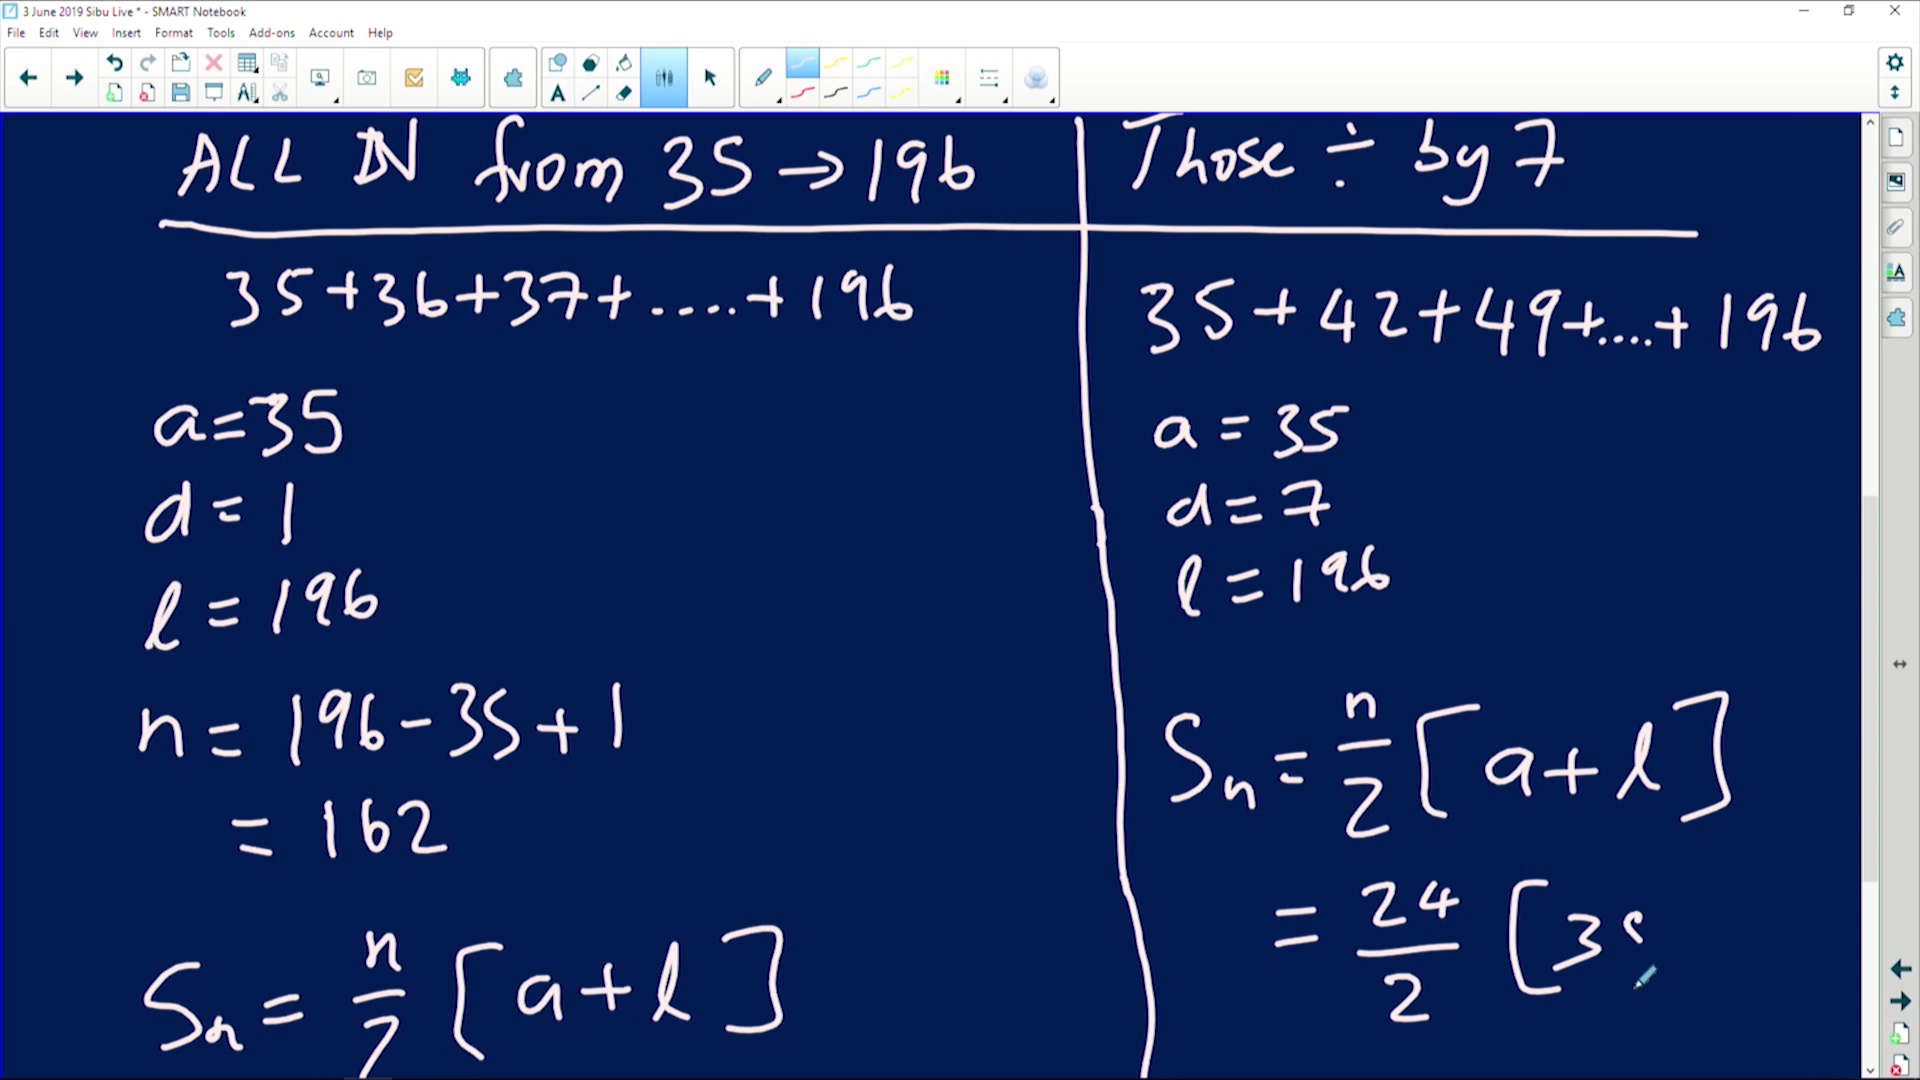 3 June 2019 Sibu Live * - SMART Notebook
File Edit View Insert Format Tools Add-ons Account Help
ALL IN from 35 → 196
35+36+37+....+196
a=35
d=1
l=196
n=196-35+1
=162
Sn=n/2[a+l]
Those ÷ by 7
35+42+49+....+196
a=35
d=7
l=196
Sn=n/2[a+l]
=24/2[35